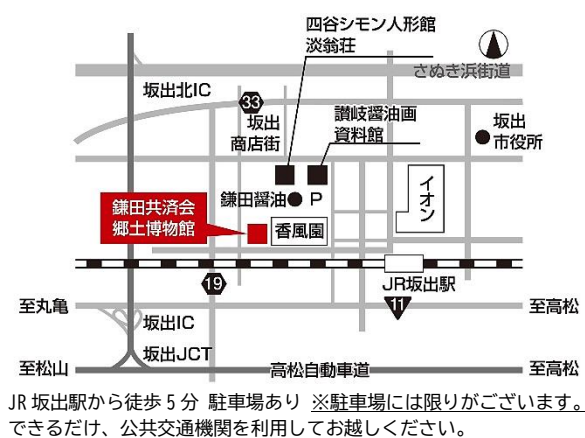 四谷シモン人形館
淡翁荘
さぬき浜街道
坂出北IC
33
坂出
商店街
讃岐醤油画
資料館
坂出
市役所
鎌田醤油
P
イオン
鎌田共済会
郷土博物館
香風園
19
JR坂出駅
11
至丸亀
至高松
坂出IC
坂出JCT
至松山
高松自動車道
至高松
JR坂出駅から徒歩5分 駐車場あり ※駐車場には限りがございます。
できるだけ、公共交通機関を利用してお越しください。